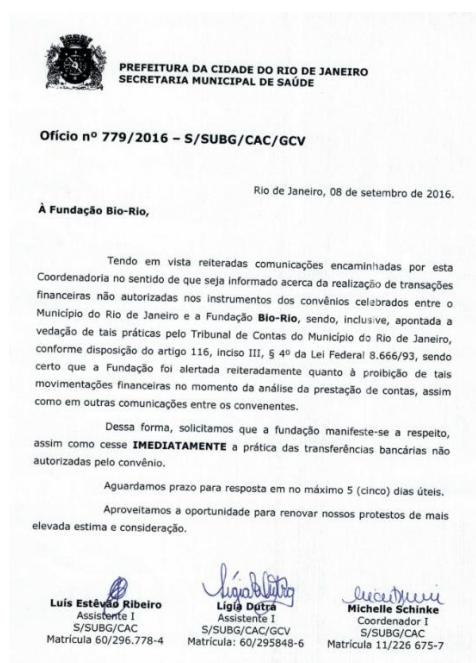 PREFEITURA DA CIDADE DO RIO DE JANEIRO
SECRETARIA MUNICIPAL DE SAÚDE
Ofício nº 779/2016 – S/SUBG/CAC/GCV
Rio de Janeiro, 08 de setembro de 2016.
À Fundação Bio-Rio,
Tendo em vista reiteradas comunicações encaminhadas por esta
Coordenadoria no sentido de que seja informado acerca da realização de transações
financeiras não autorizadas nos instrumentos dos convênios celebrados entre o
Município do Rio de Janeiro e a Fundação Bio-Rio, sendo, inclusive, apontada a
vedação de tais práticas pelo Tribunal de Contas do Município do Rio de Janeiro,
conforme disposição do artigo 116, inciso III, § 4º da Lei Federal 8.666/93, sendo
certo que a Fundação foi alertada reiteradamente quanto à proibição de tais
movimentações financeiras no momento da análise da prestação de contas, assim
como em outras comunicações entre os convenentes.
Dessa forma, solicitamos que a fundação manifeste-se a respeito,
assim como cesse IMEDIATAMENTE a prática das transferências bancárias não
autorizadas pelo convênio.
Aguardamos prazo para resposta em no máximo 5 (cinco) dias úteis.
Aproveitamos a oportunidade para renovar nossos protestos de mais
elevada estima e consideração.
Luís Estêvão Ribeiro
Assistente I
S/SUBG/CAC
Matrícula 60/296.778-4
Lígia Dutra
Assistente I
S/SUBG/CAC/GCV
Matrícula: 60/295848-6
Michelle Schinke
Coordenador I
S/SUBG/CAC
Matrícula 11/226 675-7